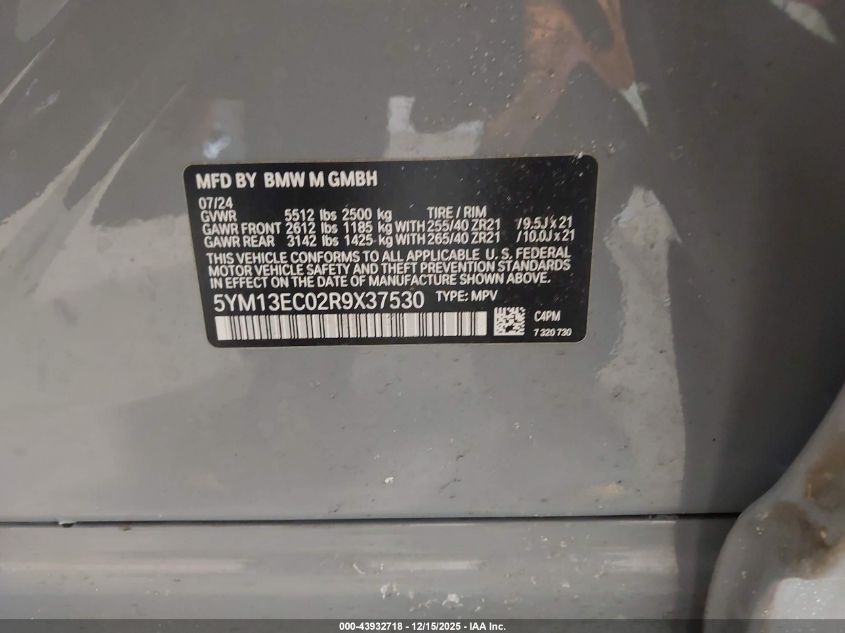 MFD BY BMW M GMBH
07/24
GVWR 5512 lbs 2500 kg TIRE / RIM
GAWR FRONT 2612 lbs 1185 kg WITH 255/40 ZR21 /9.5J x 21
GAWR REAR 3142 lbs 1425 kg WITH 265/40 ZR21 /10.0J x 21
THIS VEHICLE CONFORMS TO ALL APPLICABLE U. S. FEDERAL
MOTOR VEHICLE SAFETY AND THEFT PREVENTION STANDARDS
IN EFFECT ON THE DATE OF MANUFACTURE SHOWN ABOVE.
5YM13EC02R9X37530 TYPE: MPV
C4PM
7 320 730
000-43932718 - 12/15/2025 - IAA Inc.